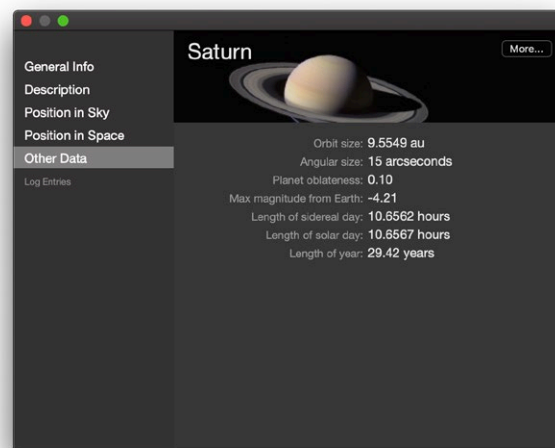 Saturn
More...
General Info
Description
Position in Sky
Position in Space
Other Data
Log Entries
Orbit size: 9.5549 au
Angular size: 15 arcseconds
Planet oblateness: 0.10
Max magnitude from Earth: -4.21
Length of sidereal day: 10.6562 hours
Length of solar day: 10.6567 hours
Length of year: 29.42 years